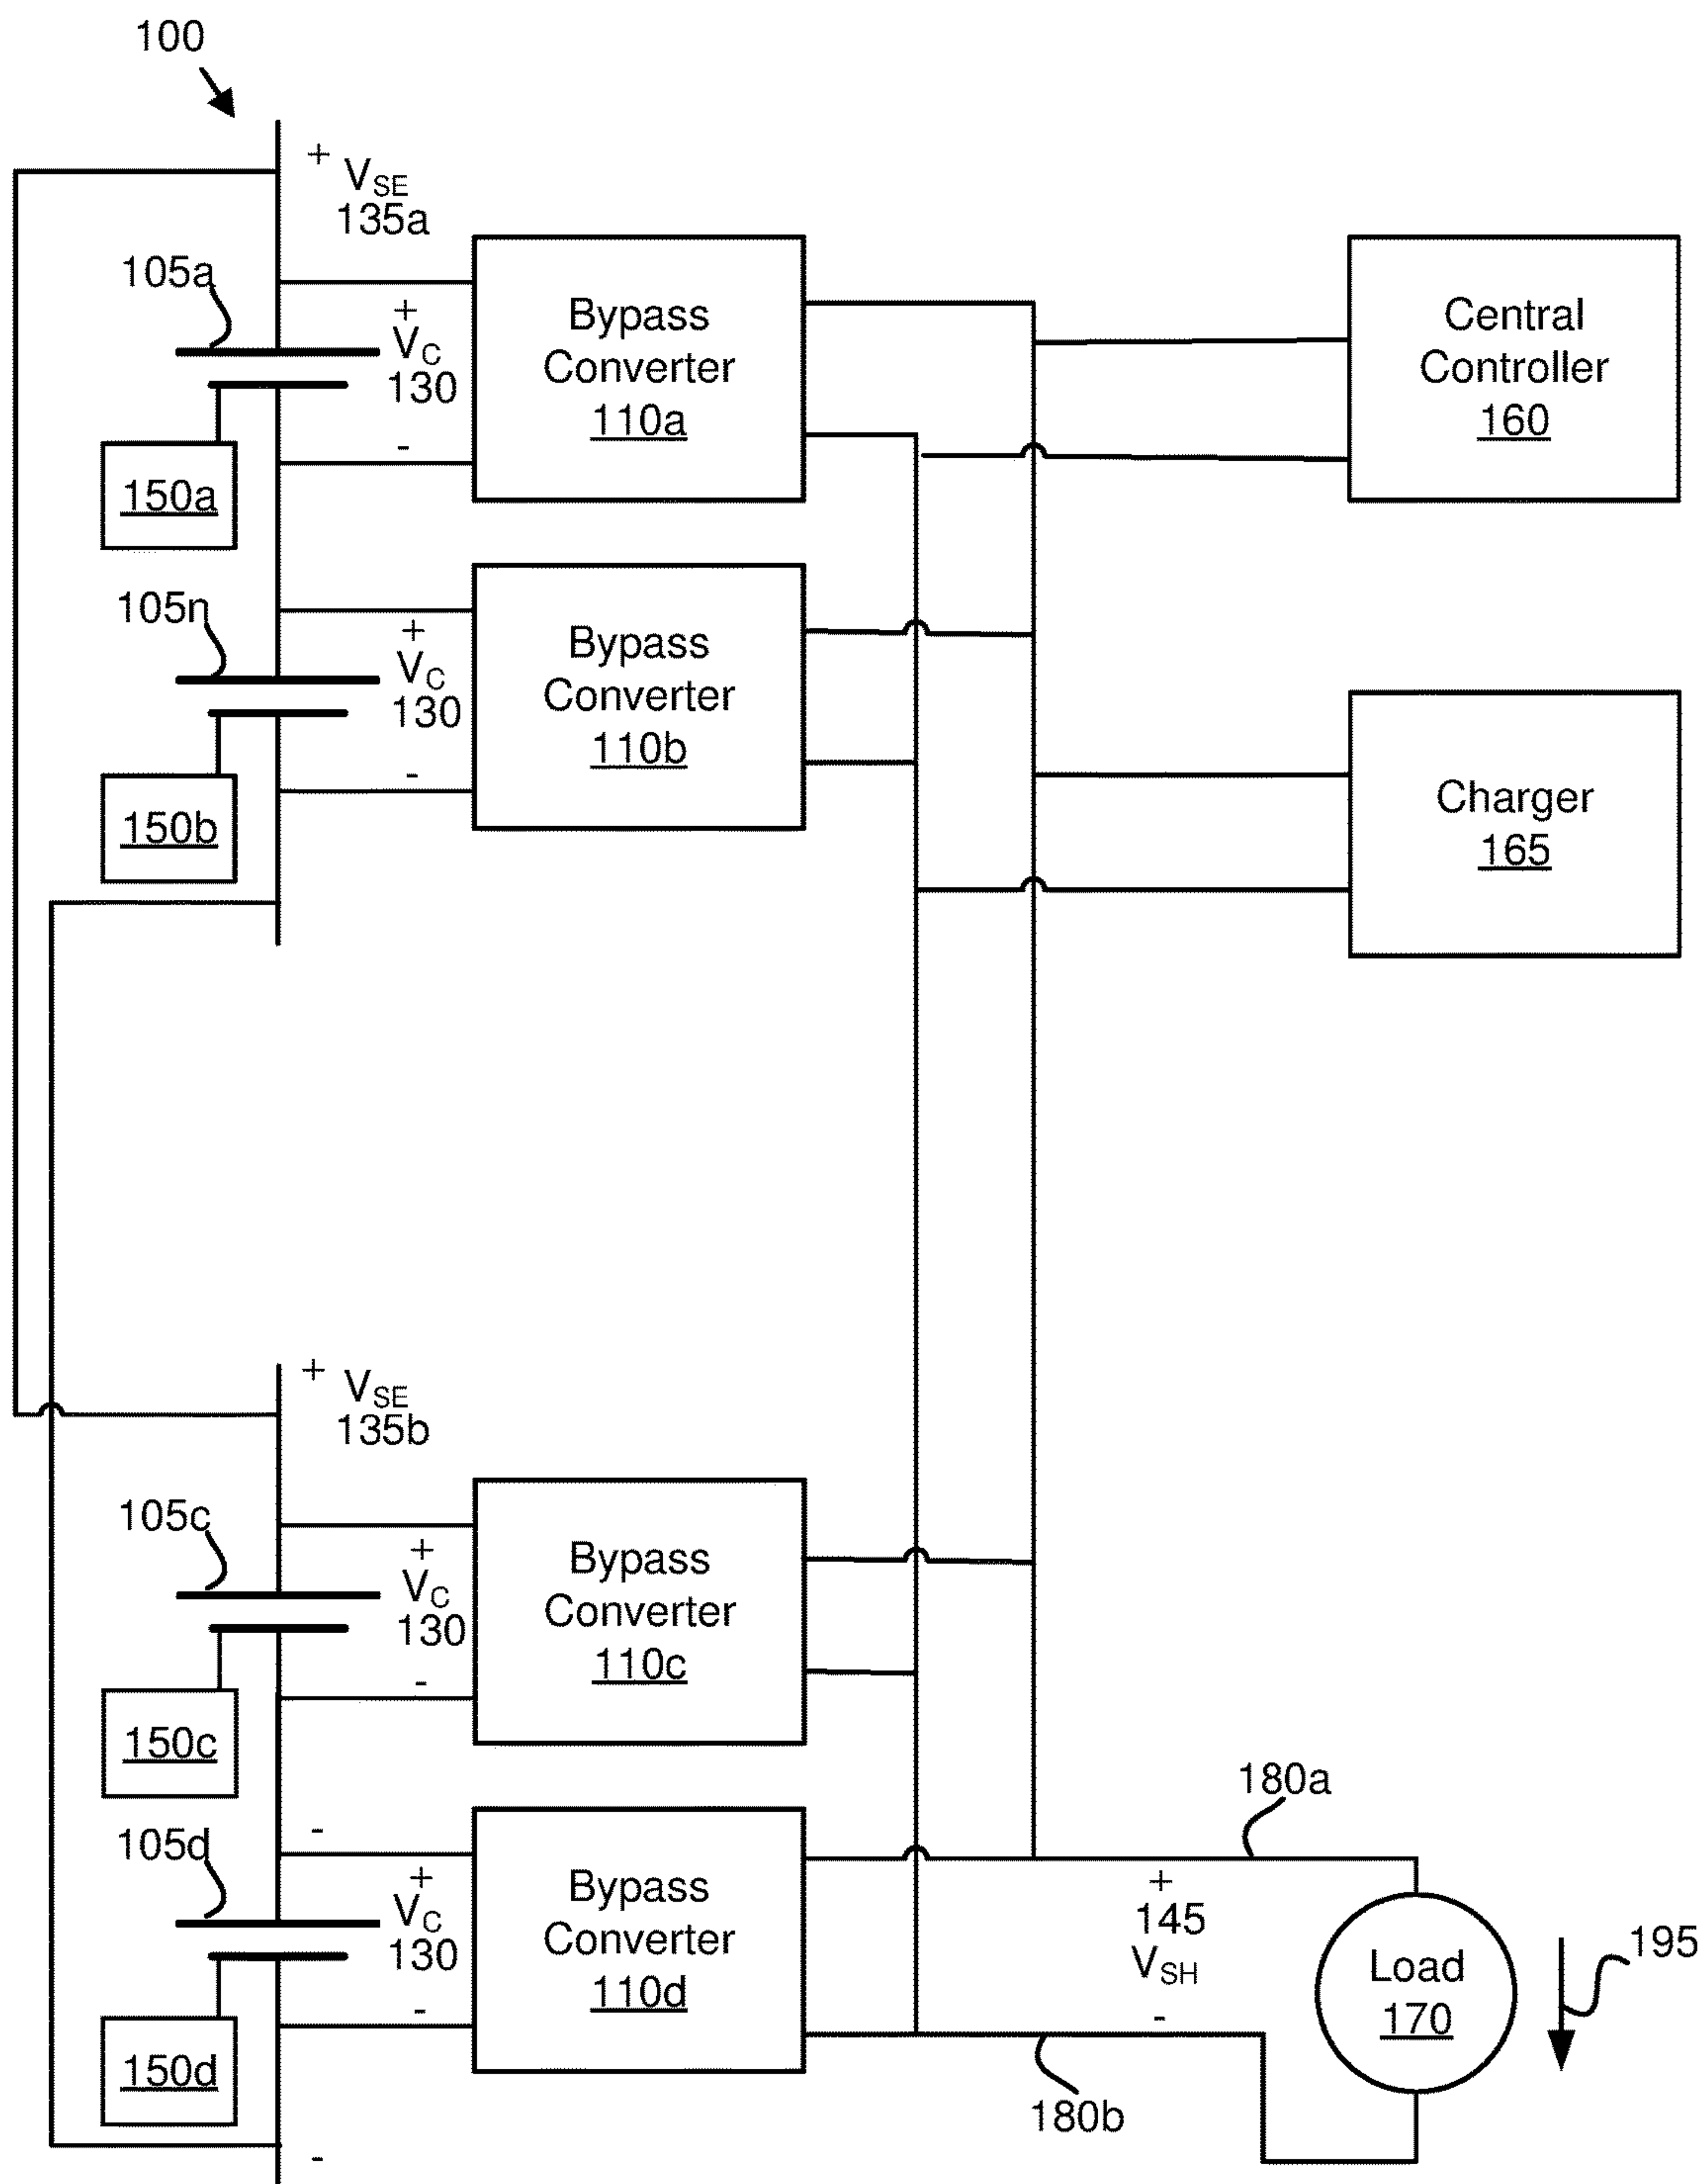 100
+
VSE
135a
105a
+
VC
130
-
Bypass
Converter
110a
Central
Controller
160
150a
105n
+
VC
130
-
Bypass
Converter
110b
Charger
165
150b
+
VSE
135b
105c
+
VC
130
-
Bypass
Converter
110c
150c
180a
105d
-
+
VC
130
-
Bypass
Converter
110d
+
145
VSH
-
Load
170
195
150d
180b
-